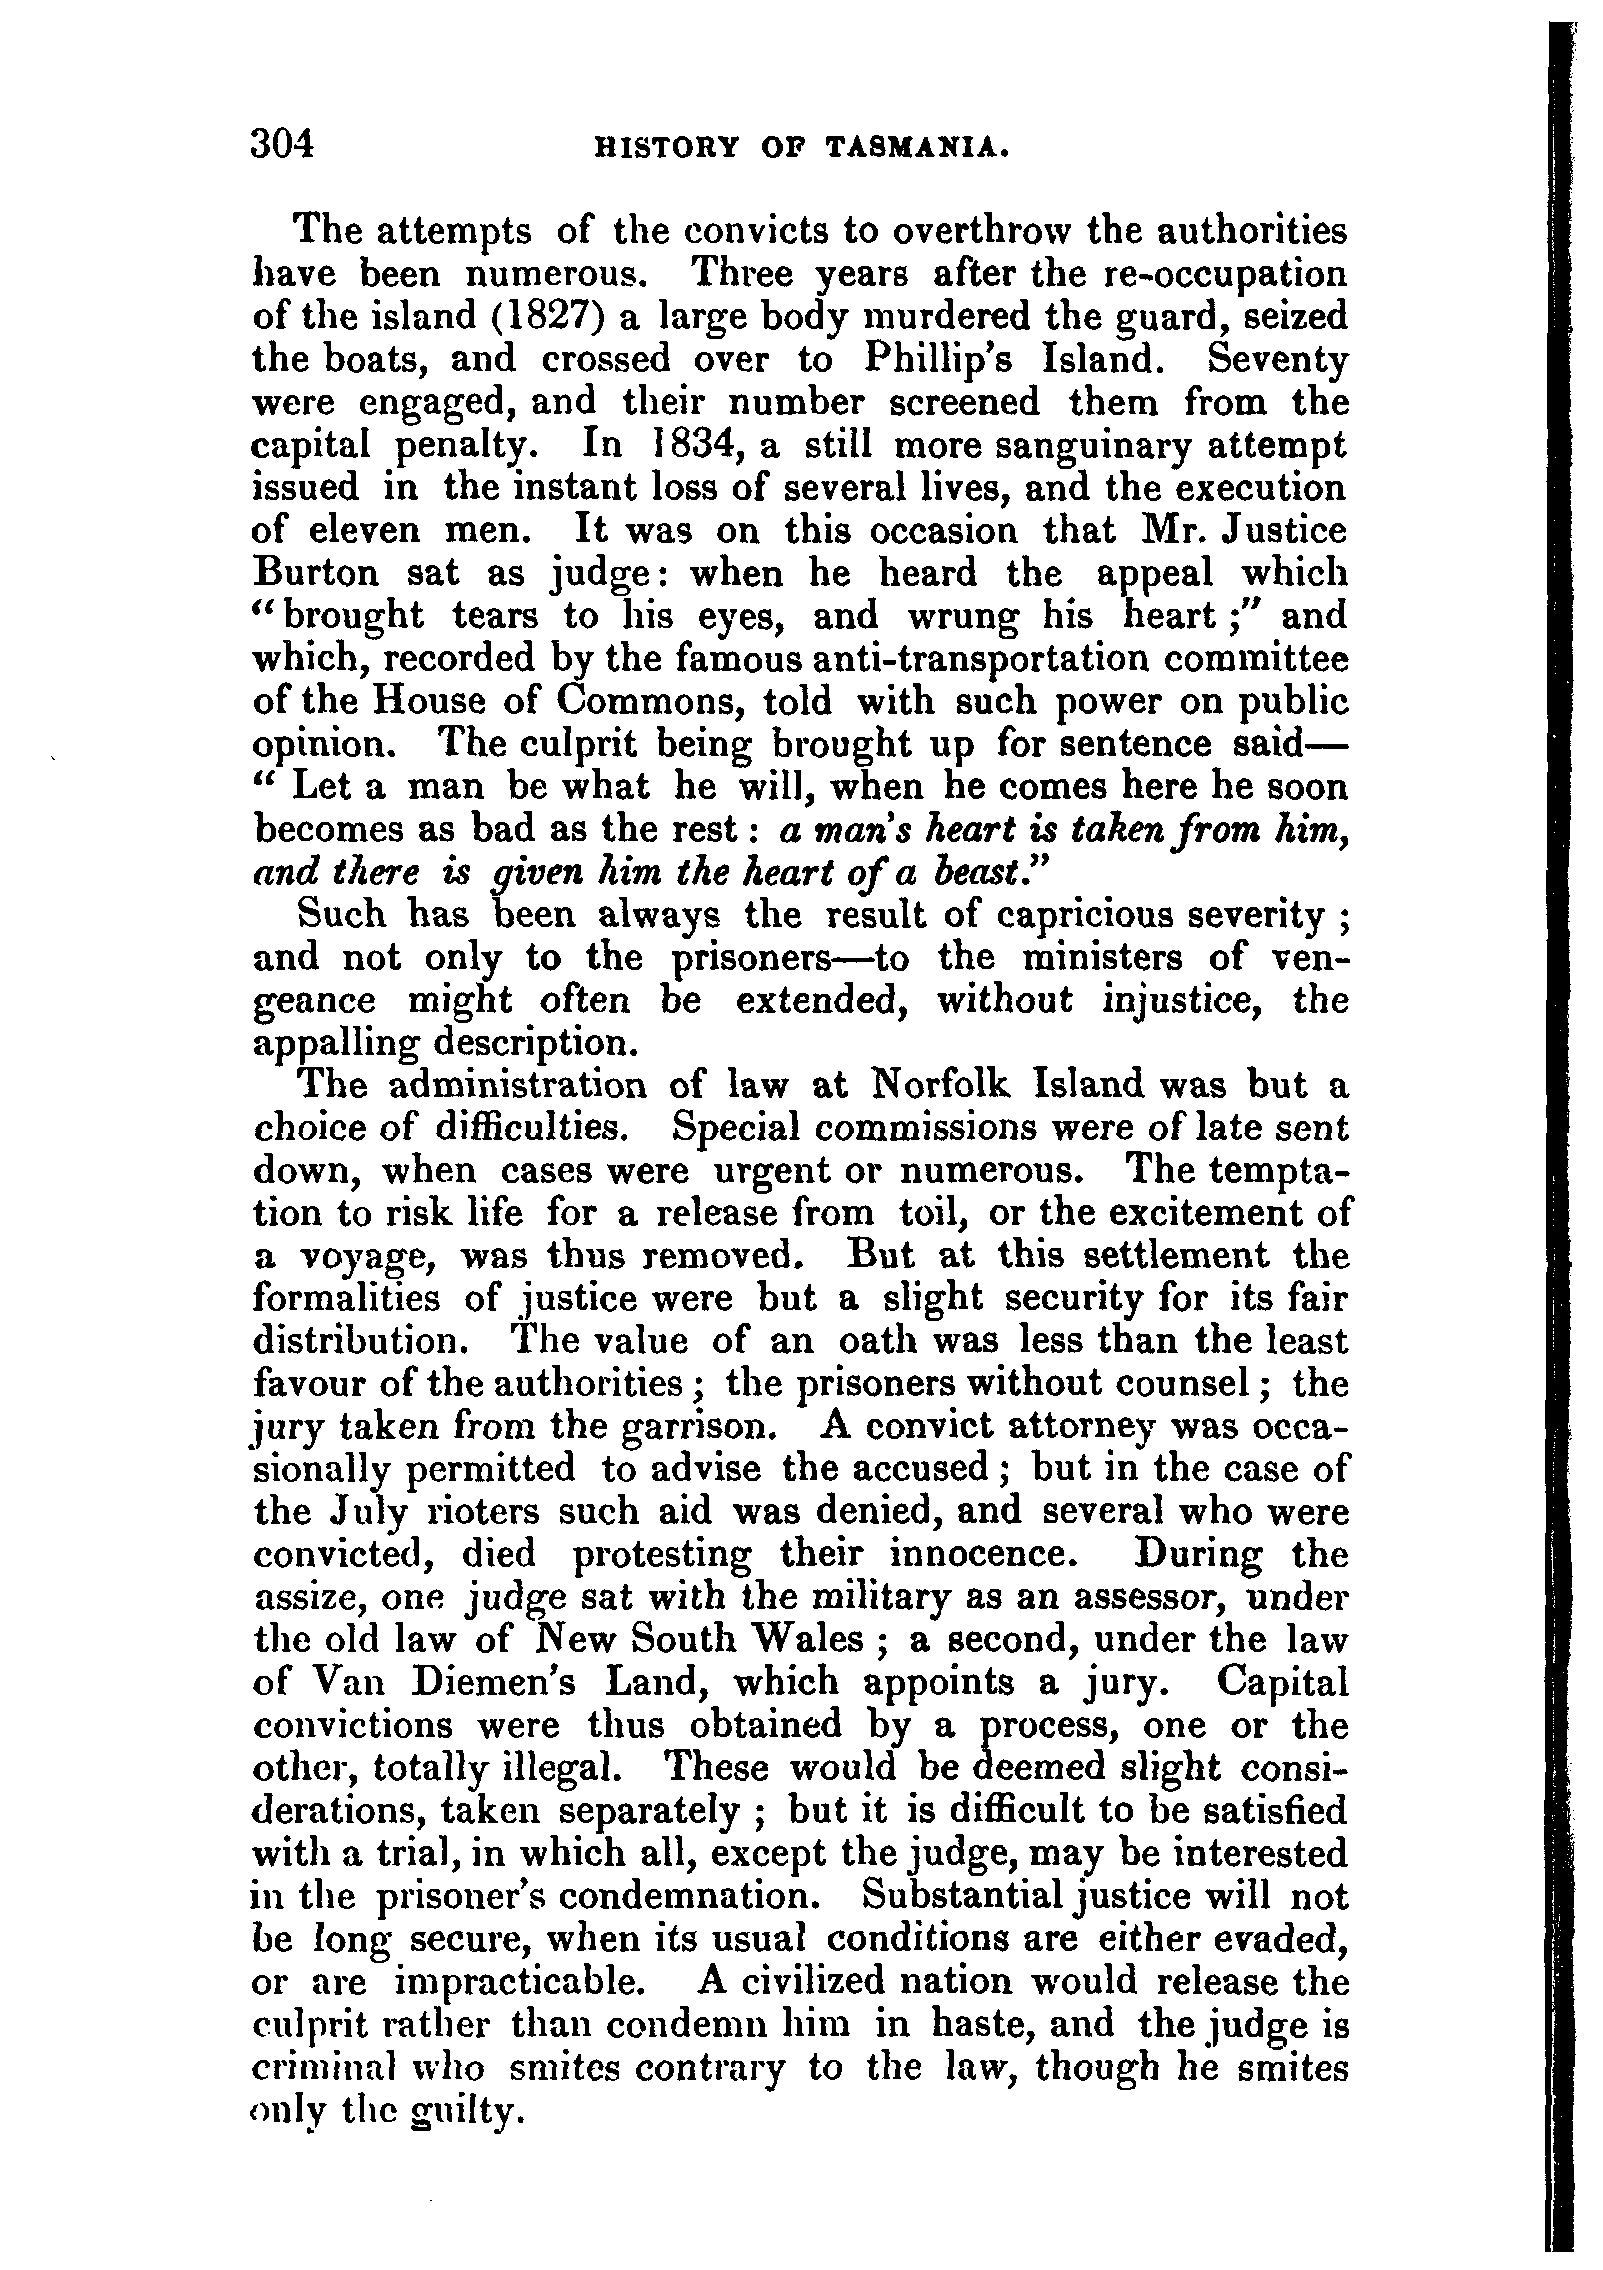 304 HISTORY OF TASMANIA.
The attempts of the convicts to overthrow the authorities
have been numerous. Three years after the re-occupation
of the island (1827) a large body murdered the guard, seized
the boats, and crossed over to Phillip's Island. Seventy
were engaged, and their number screened them from the
capital penalty. In 1834, a still more sanguinary attempt
issued in the instant loss of several lives, and the execution
of eleven men. It was on this occasion that Mr. Justice
Burton sat as judge: when he heard the appeal which
“brought tears to his eyes, and wrung his heart;” and
which, recorded by the famous anti-transportation committee
of the House of Commons, told with such power on public
opinion. The culprit being brought up for sentence said—
“Let a man be what he will, when he comes here he soon
becomes as bad as the rest: a man's heart is taken from him,
and there is given him the heart of a beast.”
Such has been always the result of capricious severity;
and not only to the prisoners—to the ministers of ven-
geance might often be extended, without injustice, the
appalling description.
The administration of law at Norfolk Island was but a
choice of difficulties. Special commissions were of late sent
down, when cases were urgent or numerous. The tempta-
tion to risk life for a release from toil, or the excitement of
a voyage, was thus removed. But at this settlement the
formalities of justice were but a slight security for its fair
distribution. The value of an oath was less than the least
favour of the authorities; the prisoners without counsel; the
jury taken from the garrison. A convict attorney was occa-
sionally permitted to advise the accused; but in the case of
the July rioters such aid was denied, and several who were
convicted, died protesting their innocence. During the
assize, one judge sat with the military as an assessor, under
the old law of New South Wales; a second, under the law
of Van Diemen's Land, which appoints a jury. Capital
convictions were thus obtained by a process, one or the
other, totally illegal. These would be deemed slight consi-
derations, taken separately; but it is difficult to be satisfied
with a trial, in which all, except the judge, may be interested
in the prisoner's condemnation. Substantial justice will not
be long secure, when its usual conditions are either evaded,
or are impracticable. A civilized nation would release the
culprit rather than condemn him in haste, and the judge is
criminal who smites contrary to the law, though he smites
only the guilty.